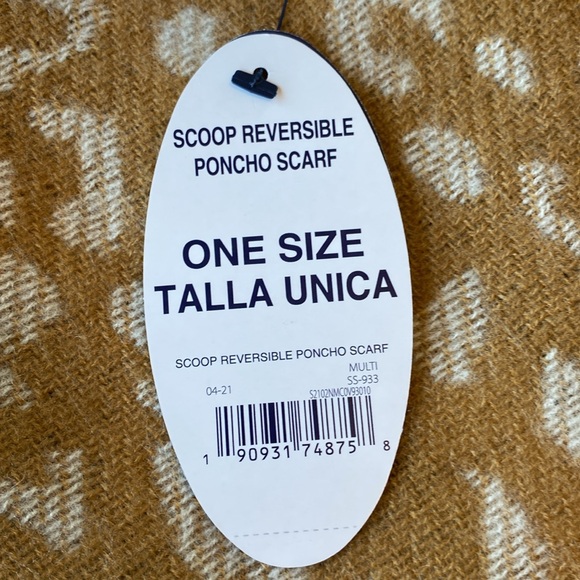 SCOOP REVERSIBLE
PONCHO SCARF
ONE SIZE
TALLA UNICA
SCOOP REVERSIBLE PONCHO SCARF
MULTI
04-21 SS-933
S2102NMC0V93010
1 90931 74875 8